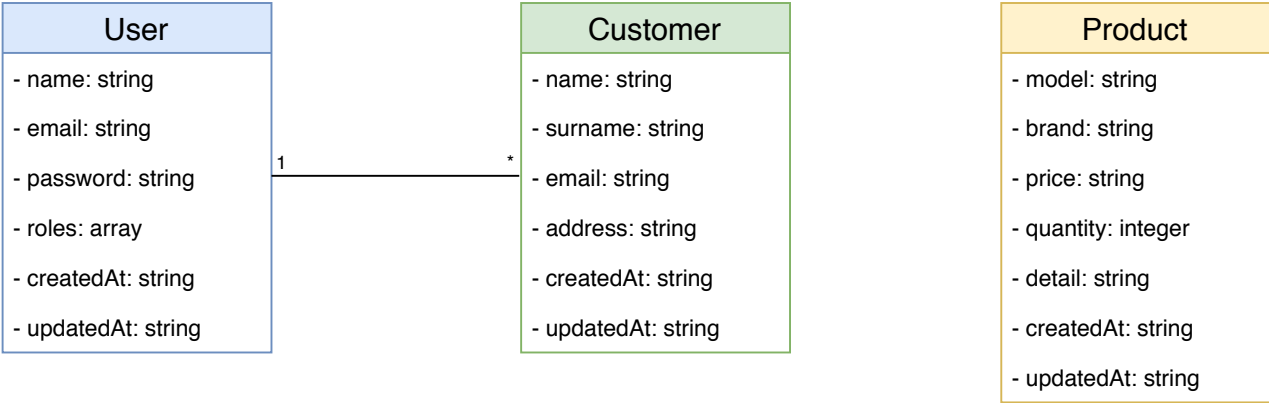 User
- name: string
- email: string
- password: string
- roles: array
- createdAt: string
- updatedAt: string
1
*
Customer
- name: string
- surname: string
- email: string
- address: string
- createdAt: string
- updatedAt: string
Product
- model: string
- brand: string
- price: string
- quantity: integer
- detail: string
- createdAt: string
- updatedAt: string